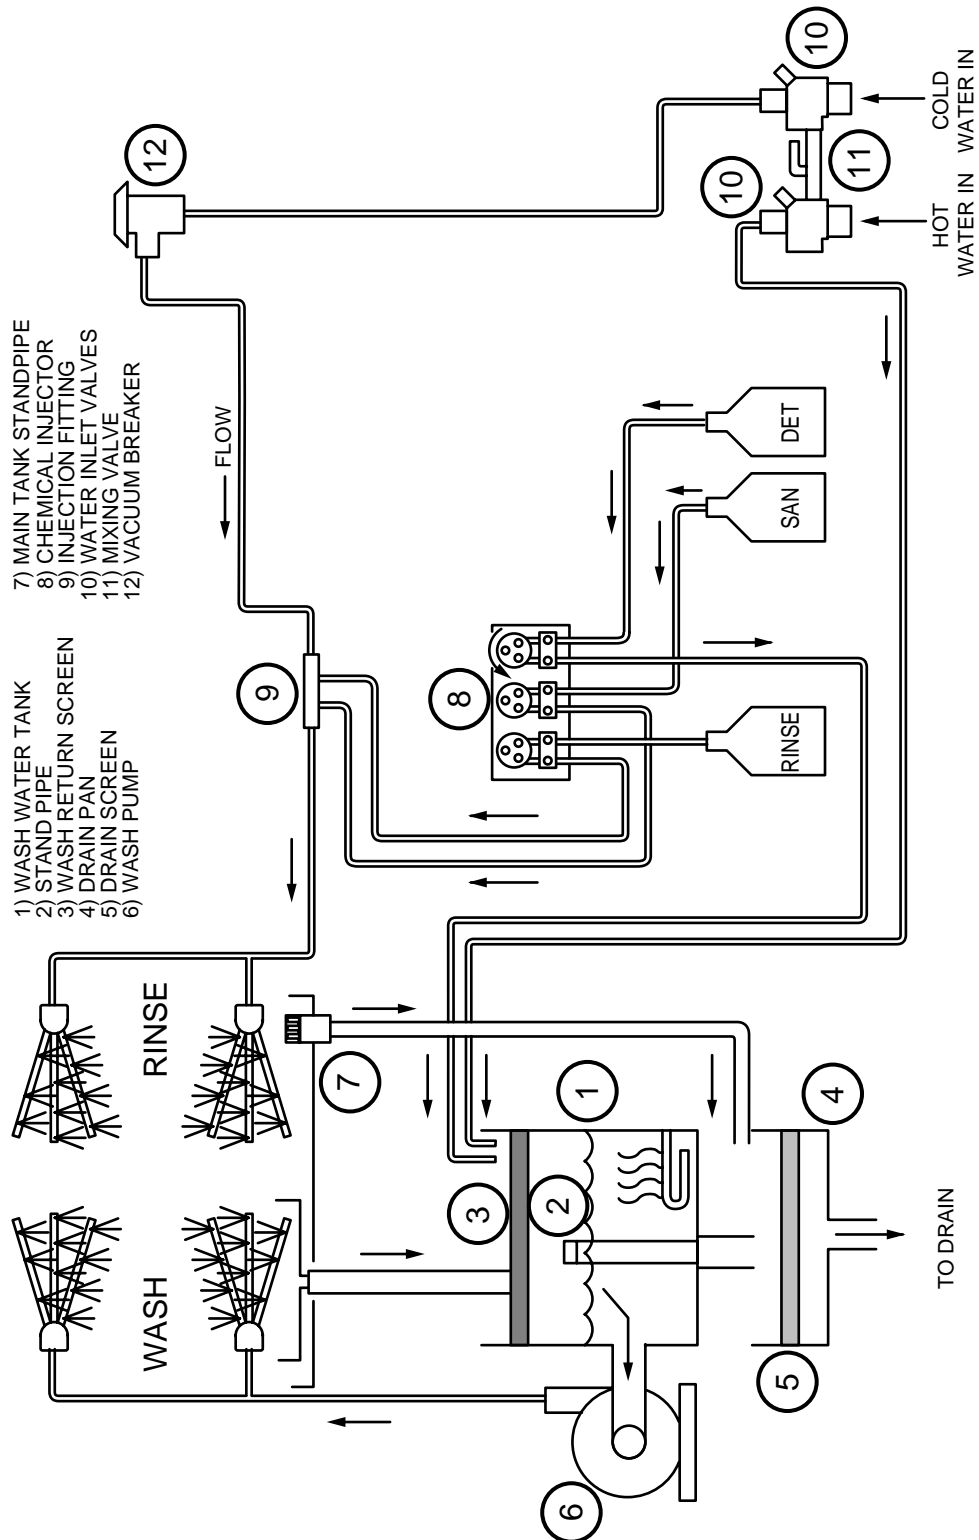 1) WASH WATER TANK
2) STAND PIPE
3) WASH RETURN SCREEN
4) DRAIN PAN
5) DRAIN SCREEN
6) WASH PUMP
7) MAIN TANK STANDPIPE
8) CHEMICAL INJECTOR
9) INJECTION FITTING
10) WATER INLET VALVES
11) MIXING VALVE
12) VACUUM BREAKER
12
FLOW
9
WASH
RINSE
7
8
10
10
11
HOT
WATER IN
COLD
WATER IN
3
2
1
6
5
4
RINSE
SAN
DET
TO DRAIN